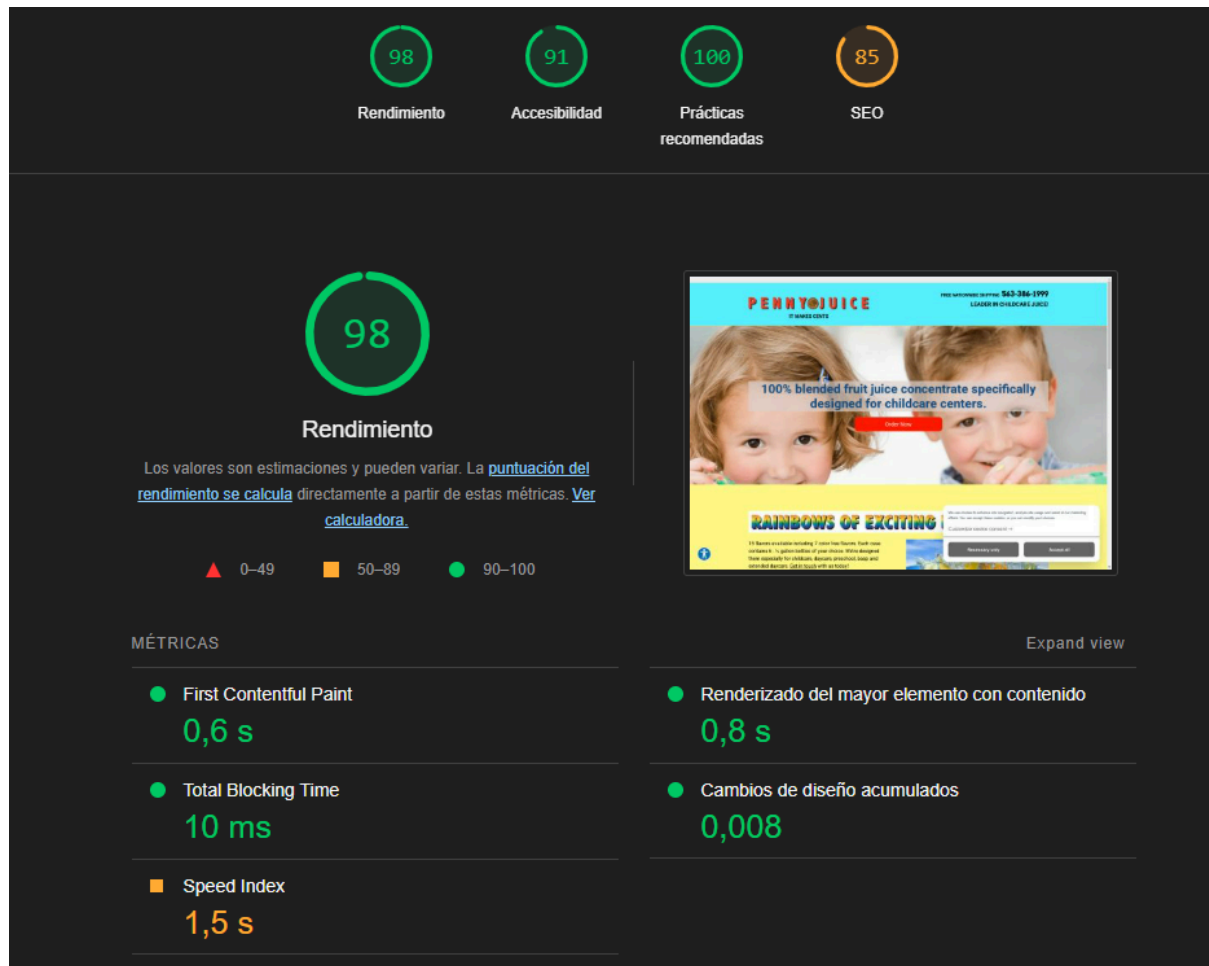 98
91
100
85
Rendimiento
Accesibilidad
Prácticas
recomendadas
SEO
98
Rendimiento
Los valores son estimaciones y pueden variar. La puntuación del
rendimiento se calcula directamente a partir de estas métricas. Ver
calculadora.
0–49
50–89
90–100
PENNYJUICE
IT MAKES CENTS
FREE NATIONWIDE SHIPPING 563-386-1999
LEADER IN CHILDCARE JUICE!
100% blended fruit juice concentrate specifically
designed for childcare centers.
Order Now
RAINBOWS OF EXCITING
Necessary only
Accept all
MÉTRICAS
Expand view
First Contentful Paint
0,6 s
Renderizado del mayor elemento con contenido
0,8 s
Total Blocking Time
10 ms
Cambios de diseño acumulados
0,008
Speed Index
1,5 s